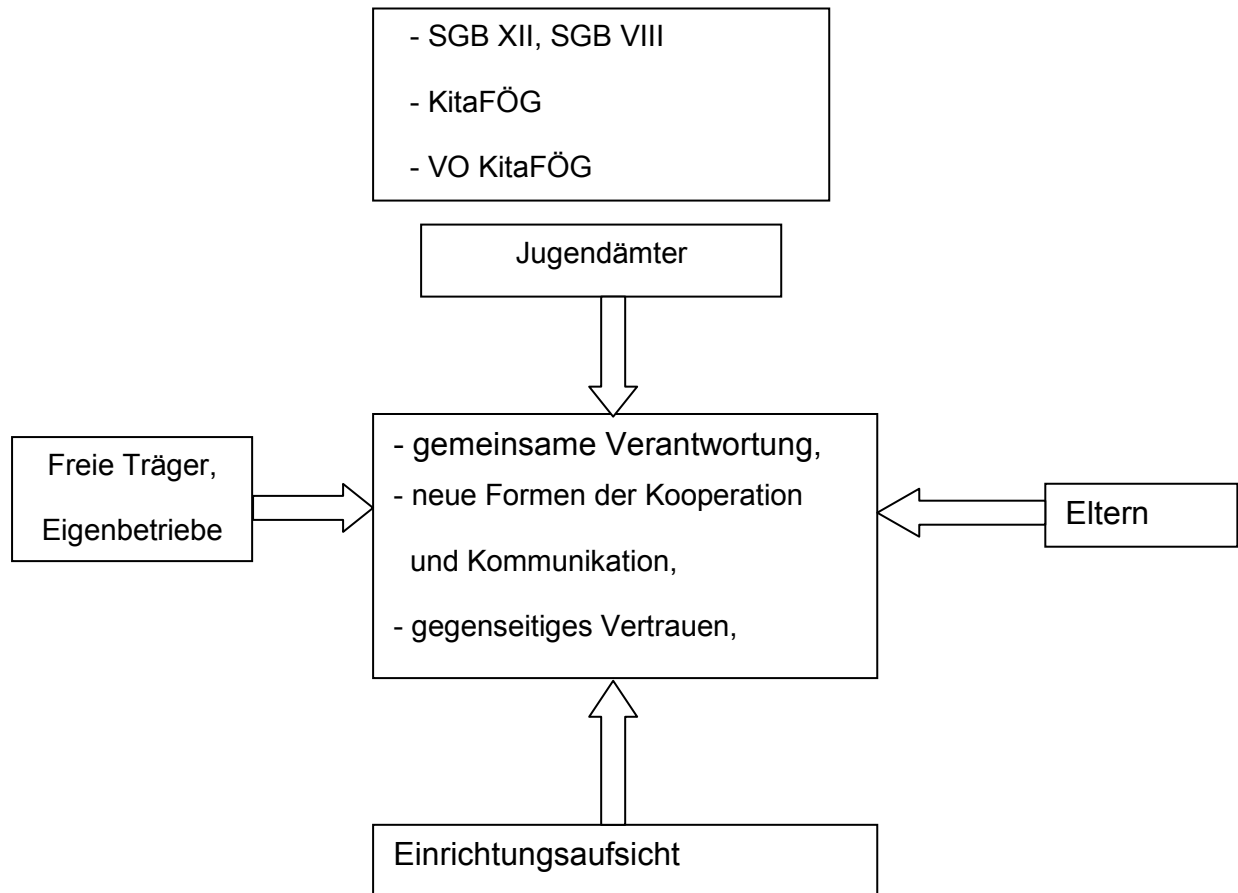 - SGB XII, SGB VIII
- KitaFÖG
- VO KitaFÖG
Jugendämter
Freie Träger,
Eigenbetriebe
- gemeinsame Verantwortung,
- neue Formen der Kooperation
und Kommunikation,
- gegenseitiges Vertrauen,
Eltern
Einrichtungsaufsicht